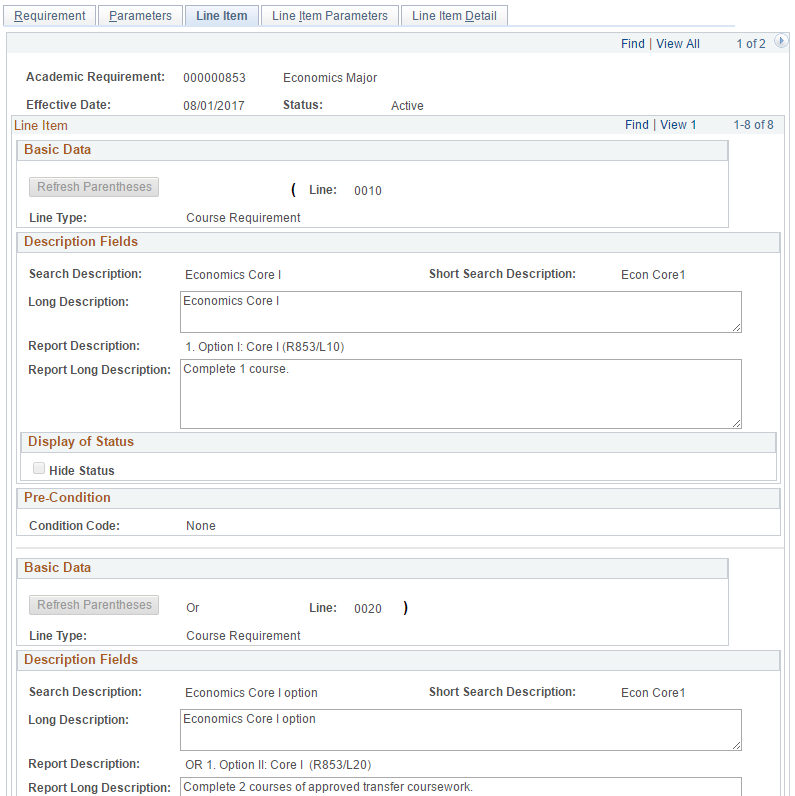 Requirement Parameters Line Item Line Item Parameters Line Item Detail
Find | View All 1 of 2
Academic Requirement: 000000853 Economics Major
Effective Date: 08/01/2017 Status: Active
Line Item Find | View 1 1-8 of 8
Basic Data
Refresh Parentheses ( Line: 0010
Line Type: Course Requirement
Description Fields
Search Description: Economics Core I Short Search Description: Econ Core1
Long Description: Economics Core I
Report Description: 1. Option I: Core I (R853/L10)
Report Long Description: Complete 1 course.
Display of Status
Hide Status
Pre-Condition
Condition Code: None
Basic Data
Refresh Parentheses Or Line: 0020 )
Line Type: Course Requirement
Description Fields
Search Description: Economics Core I option Short Search Description: Econ Core1
Long Description: Economics Core I option
Report Description: OR 1. Option II: Core I (R853/L20)
Report Long Description: Complete 2 courses of approved transfer coursework.